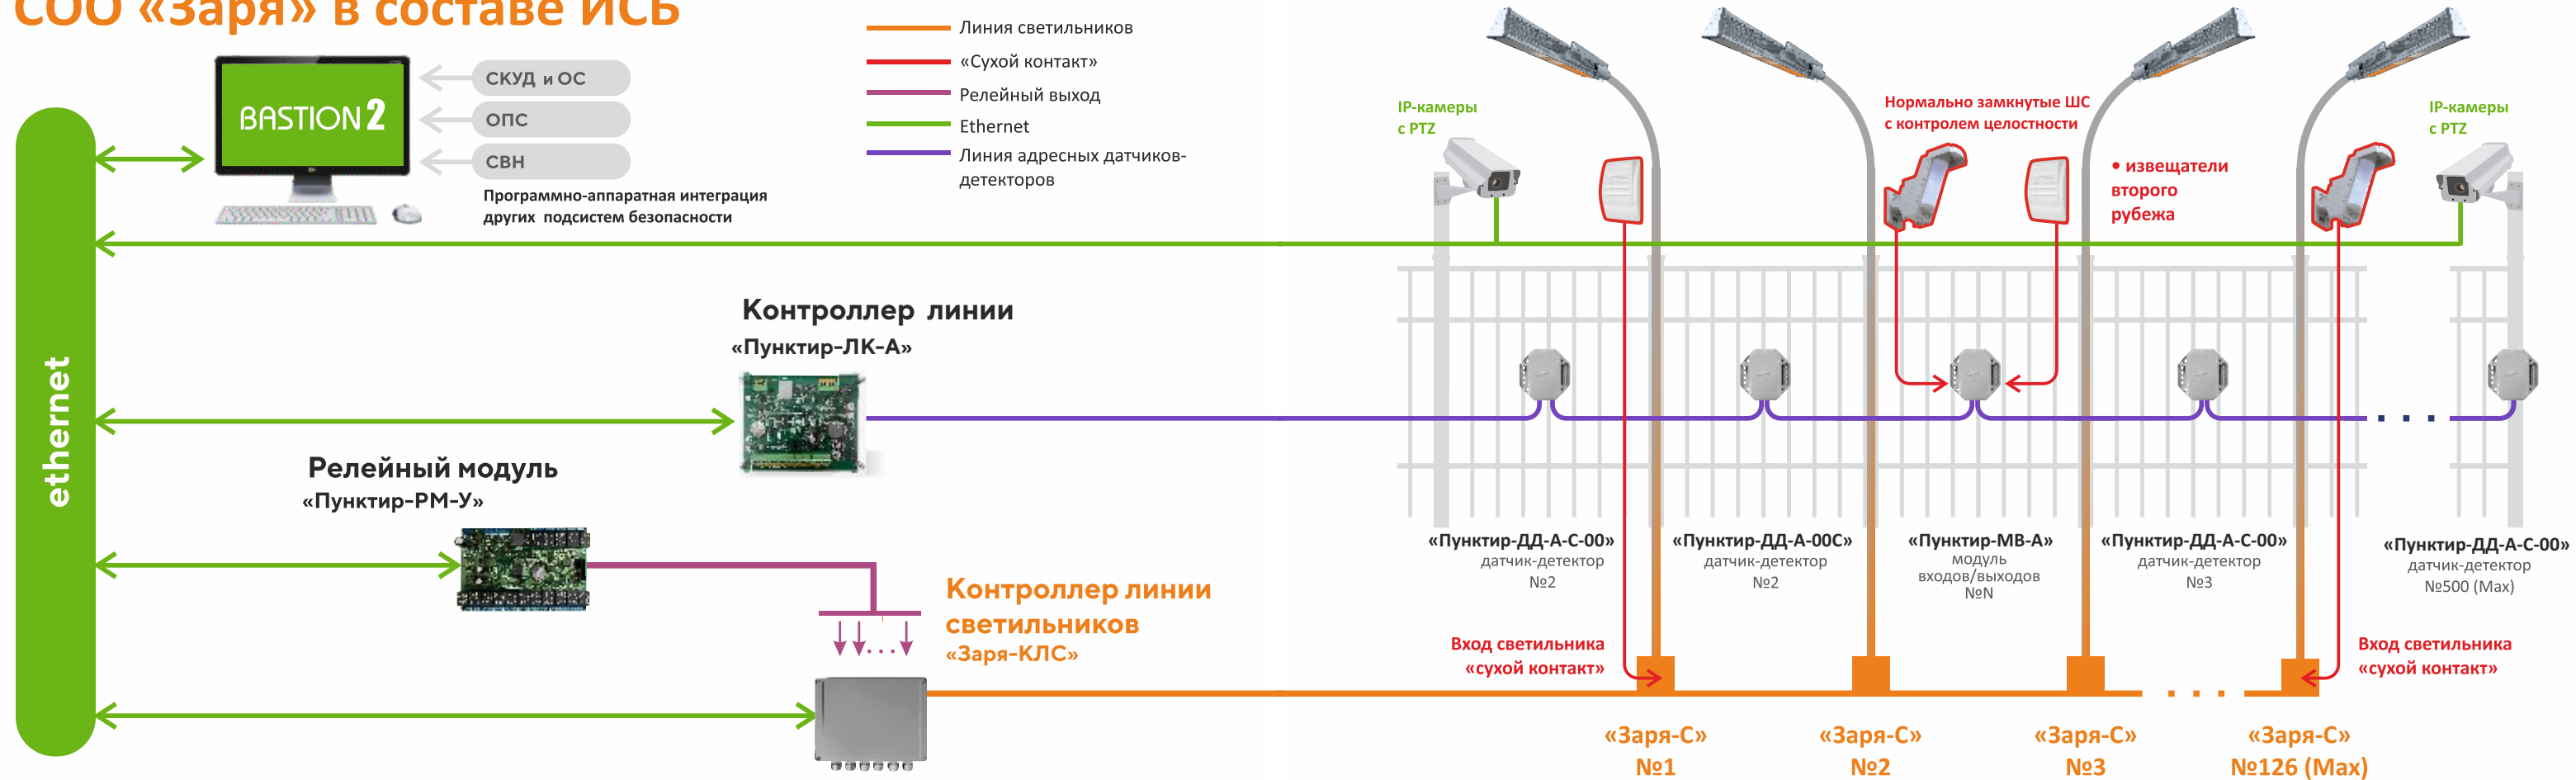 СОО «Заря» в составе ИСБ
BASTION 2
СКУД и ОС
ОПС
СВН
Программно-аппаратная интеграция
других подсистем безопасности
Линия светильников
«Сухой контакт»
Релейный выход
Ethernet
Линия адресных датчиков-
детекторов
IP-камеры
с PTZ
Нормально замкнутые ШС
с контролем целостности
• извещатели
второго
рубежа
IP-камеры
с PTZ
ethernet
Контроллер линии
«Пунктир-ЛК-А»
Релейный модуль
«Пунктир-РМ-У»
Контроллер линии
светильников
«Заря-КЛС»
«Пунктир-ДД-А-С-00»
датчик-детектор
№2
«Пунктир-ДД-А-00С»
датчик-детектор
№2
«Пунктир-МВ-А»
модуль
входов/выходов
№N
«Пунктир-ДД-А-С-00»
датчик-детектор
№3
«Пунктир-ДД-А-С-00»
датчик-детектор
№500 (Max)
Вход светильника
«сухой контакт»
Вход светильника
«сухой контакт»
«Заря-С»
№1
«Заря-С»
№2
«Заря-С»
№3
«Заря-С»
№126 (Max)